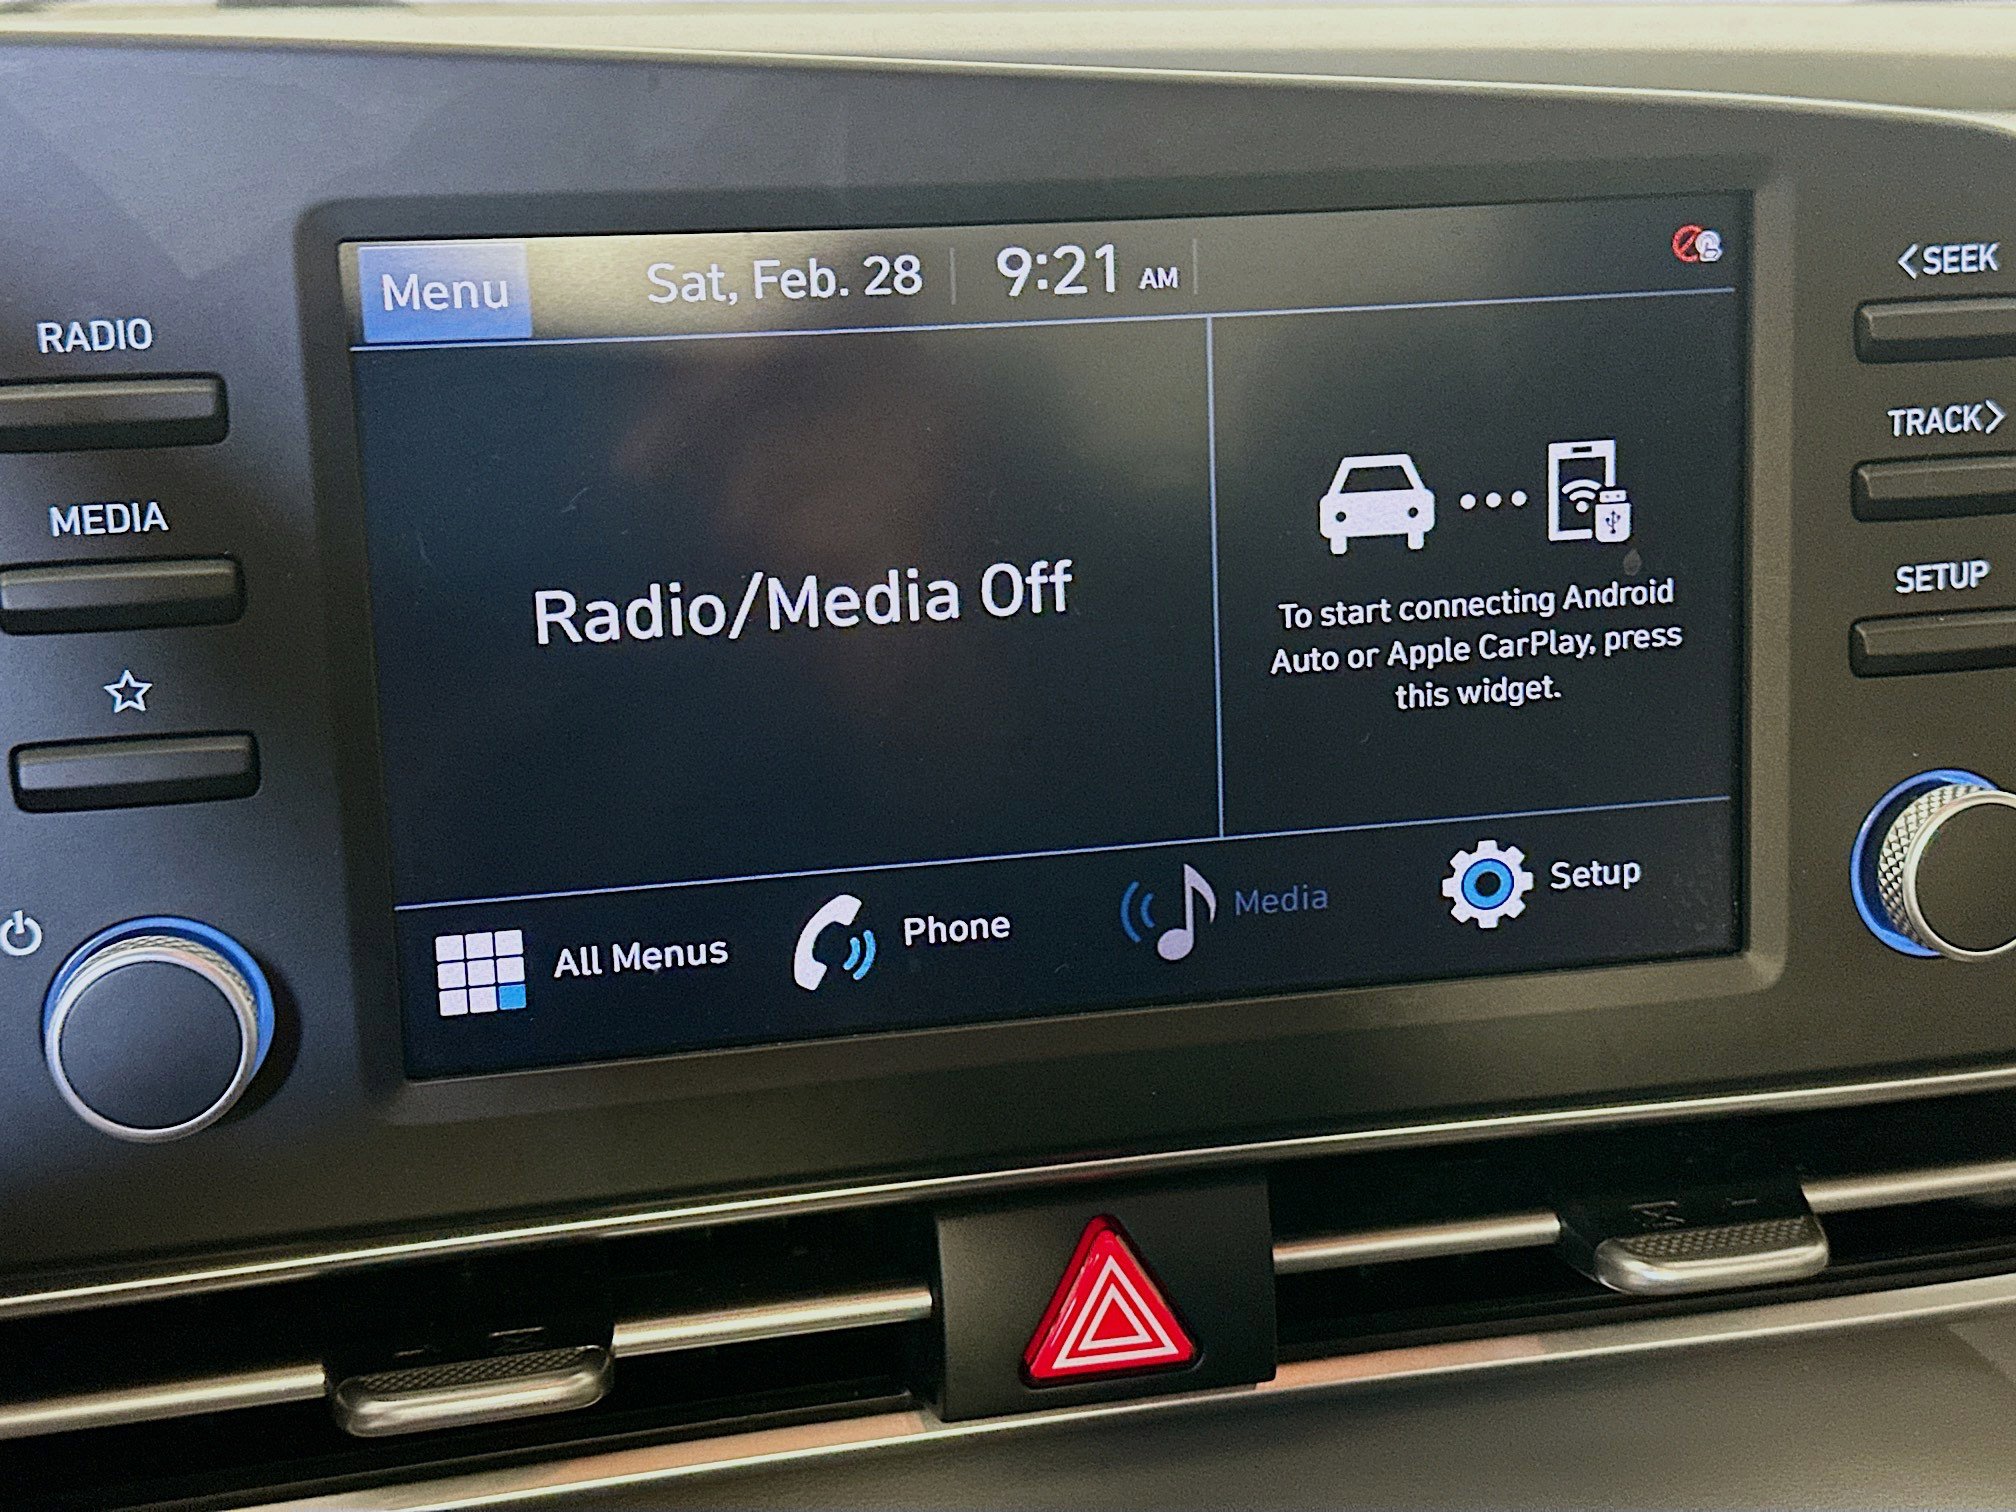 Menu
Sat, Feb. 28
9:21 AM
<SEEK
RADIO
TRACK>
MEDIA
SETUP
Radio/Media Off
To start connecting Android
Auto or Apple CarPlay, press
this widget.
All Menus
Phone
Media
Setup